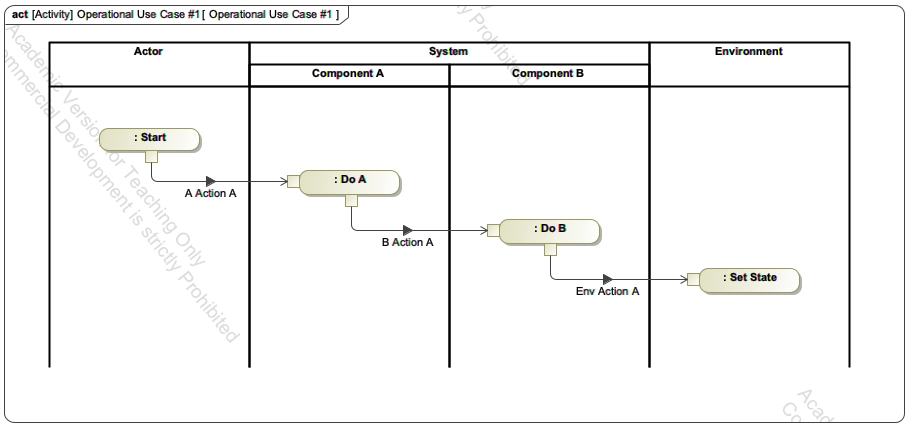 act [Activity] Operational Use Case #1 [ Operational Use Case #1 ]
Actor
System
Environment
Component A
Component B
: Start
A Action A
: Do A
B Action A
: Do B
Env Action A
: Set State
Academic Version for Teaching Only
Commercial Development is strictly Prohibited
y Prohibited
Acad
Co